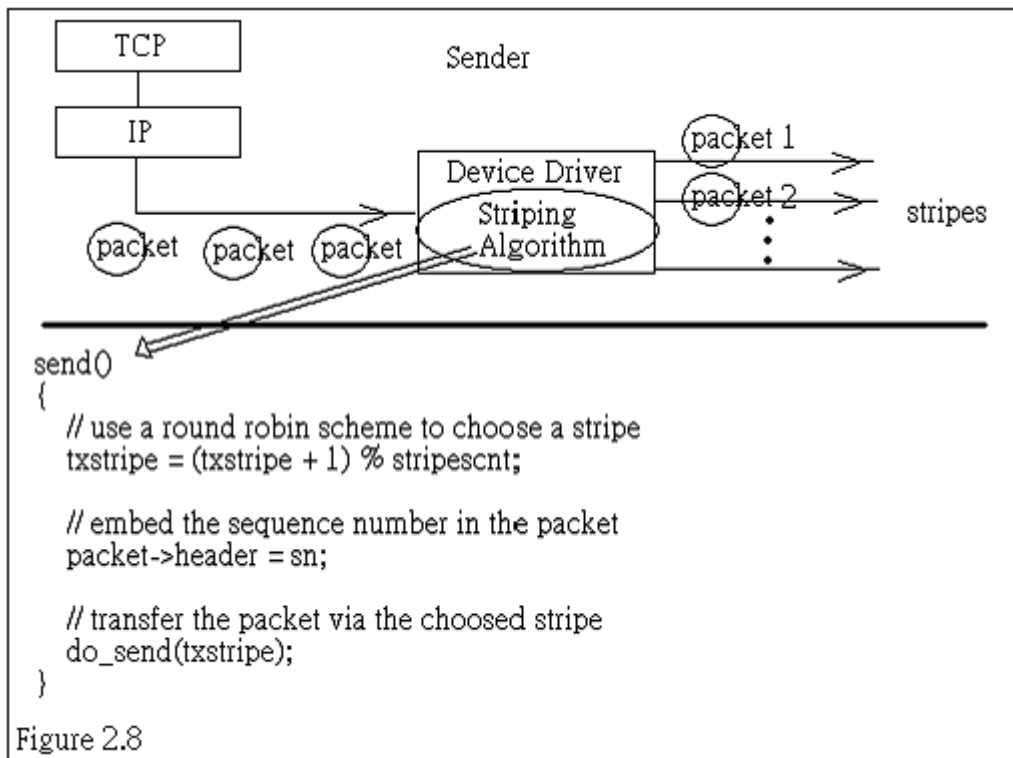 TCP
Sender
IP
packet 1
Device Driver
packet 2
Striping
stripes
Algorithm
packet packet packet
send()
{
// use a round robin scheme to choose a stripe
txstripe = (txstripe + 1) % stripescnt;
// embed the sequence number in the packet
packet->header = sn;
// transfer the packet via the choosed stripe
do_send(txstripe);
}
Figure 2.8